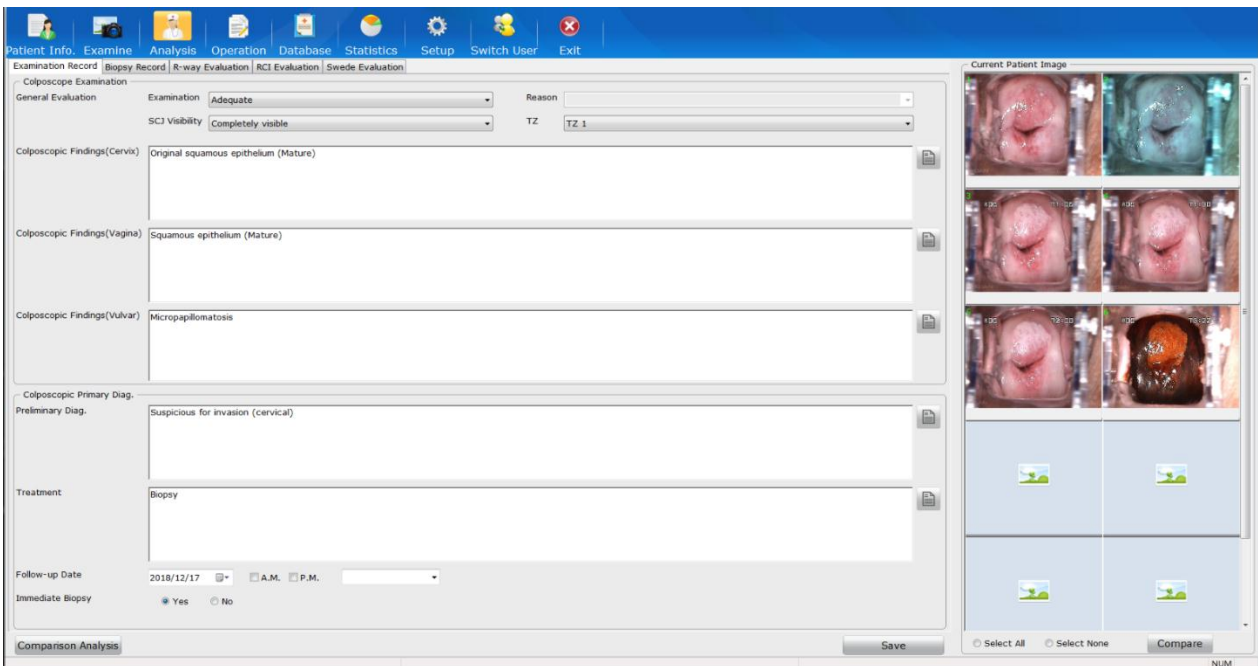 Patient Info. Examine Analysis Operation Database Statistics Setup Switch User Exit
Examination Record Biopsy Record R-way Evaluation RCI Evaluation Swede Evaluation
Colposcope Examination
General Evaluation Examination Adequate Reason
SCJ Visibility Completely visible TZ TZ 1
Colposcopic Findings(Cervix) Original squamous epithelium (Mature)
Colposcopic Findings(Vagina) Squamous epithelium (Mature)
Colposcopic Findings(Vulvar) Micropapillomatosis
Colposcopic Primary Diag.
Preliminary Diag. Suspicious for invasion (cervical)
Treatment Biopsy
Follow-up Date 2018/12/17 A.M. P.M.
Immediate Biopsy Yes No
Comparison Analysis Save
Current Patient Image
Select All Select None Compare
NUM